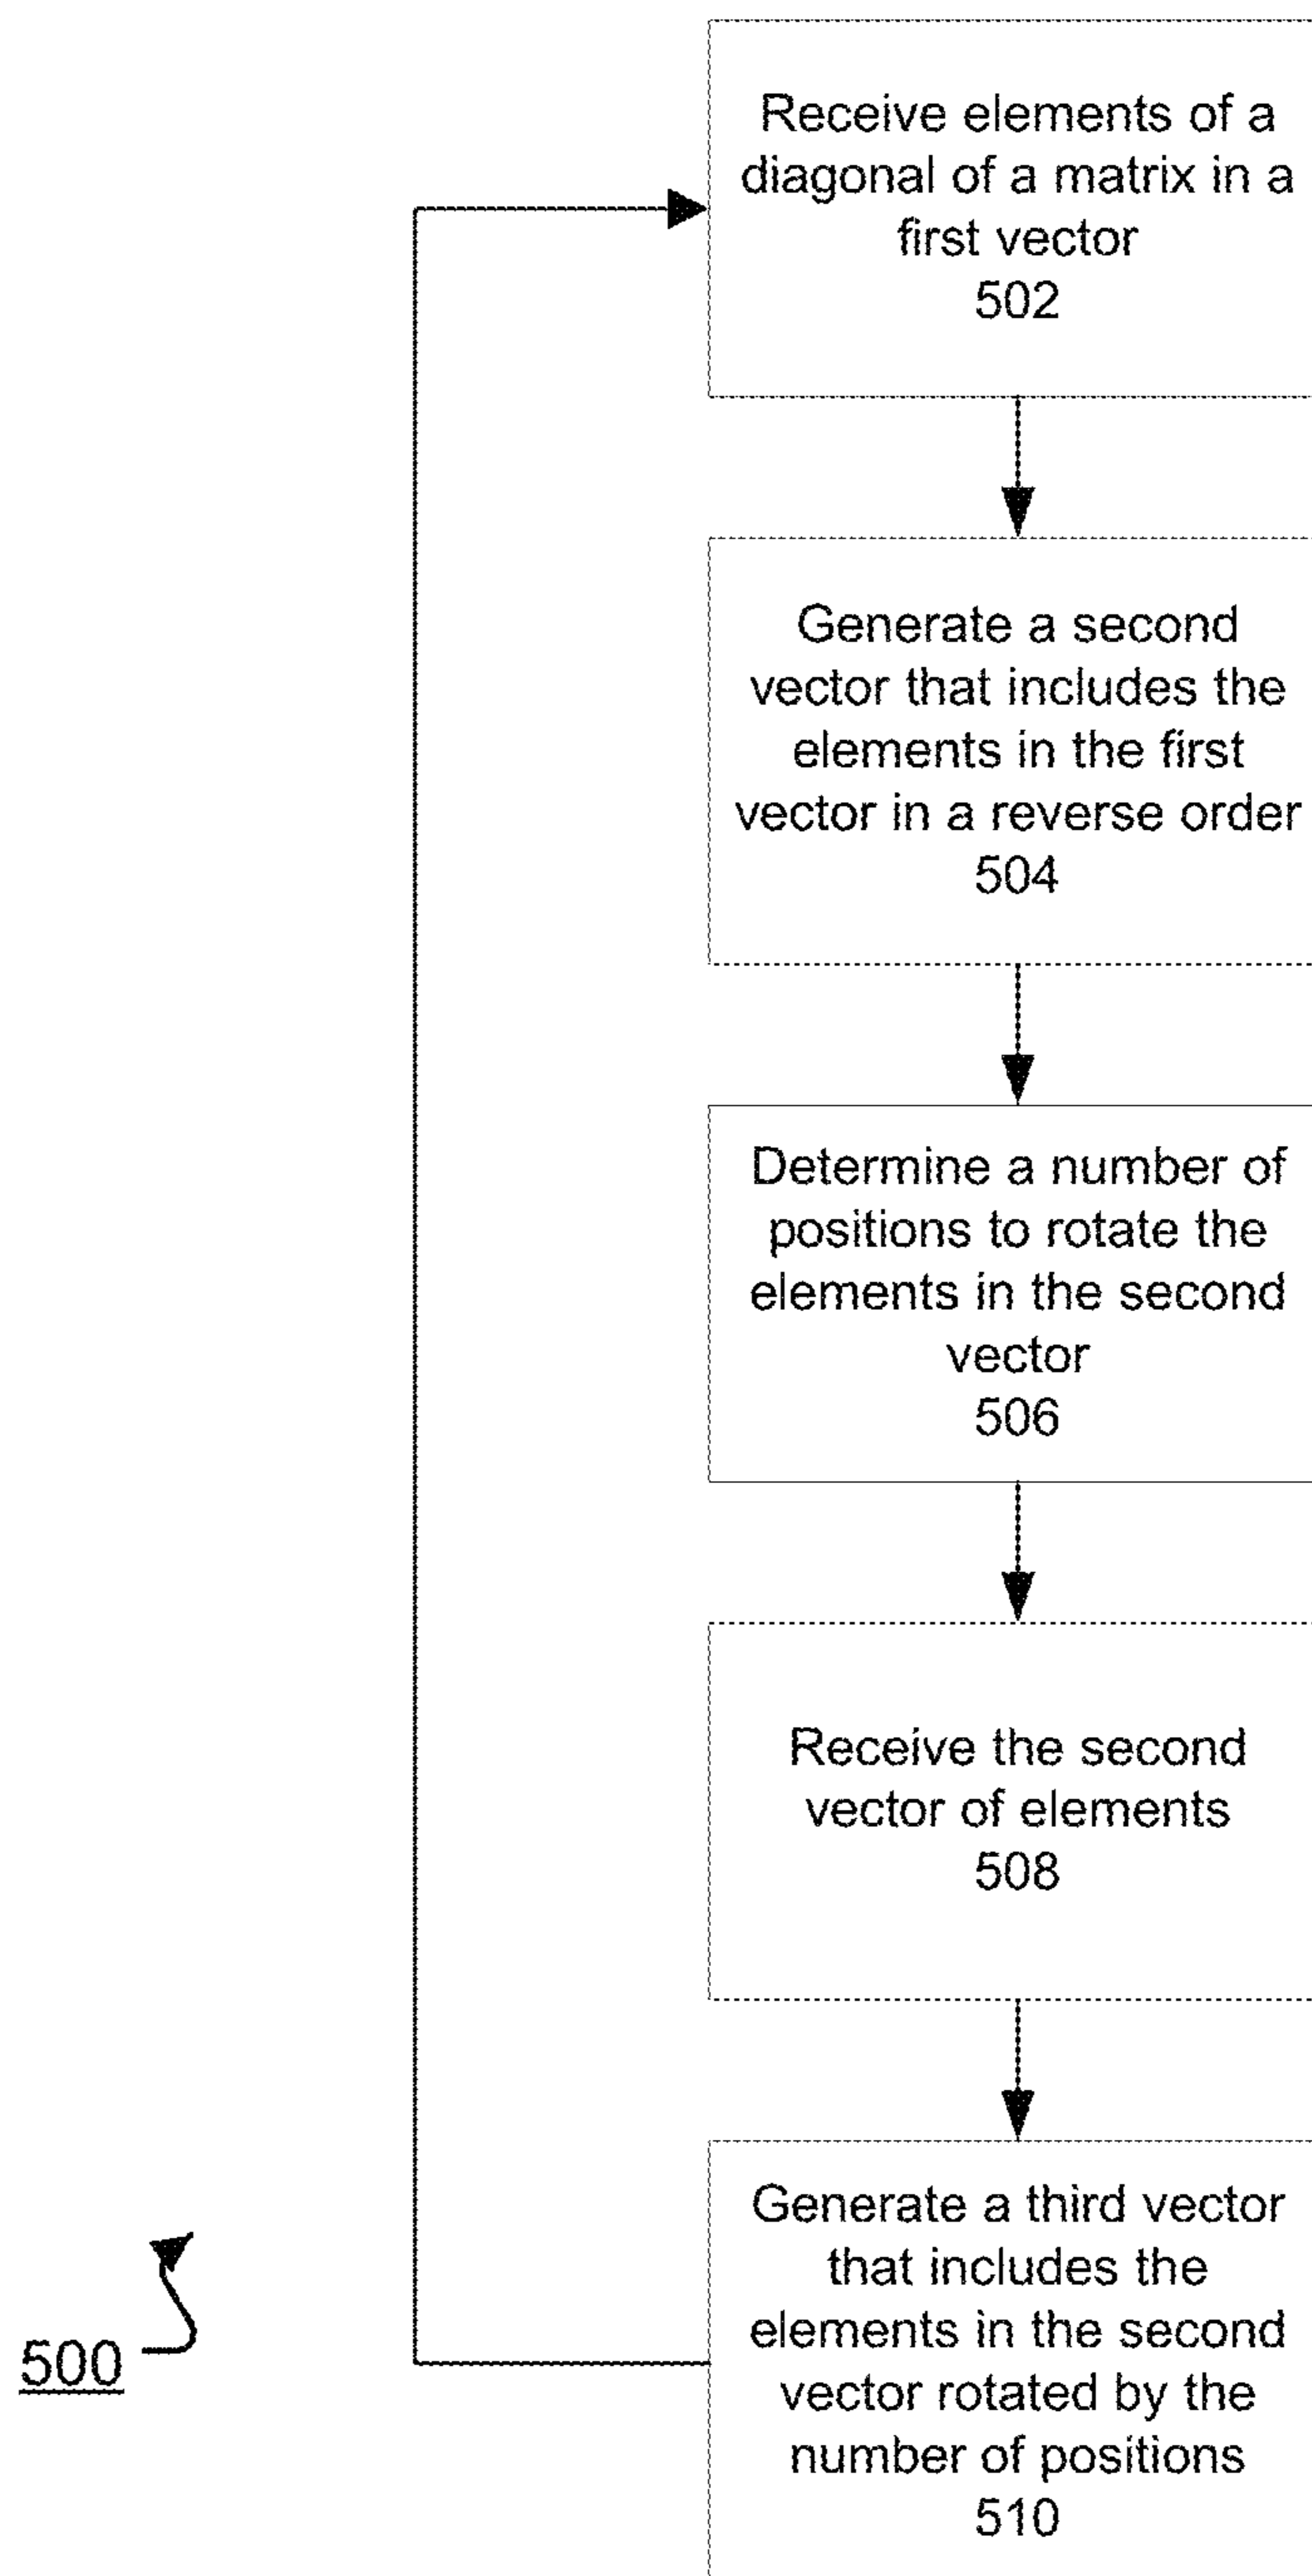 Receive elements of a
diagonal of a matrix in a
first vector
502
Generate a second
vector that includes the
elements in the first
vector in a reverse order
504
Determine a number of
positions to rotate the
elements in the second
vector
506
Receive the second
vector of elements
508
Generate a third vector
that includes the
elements in the second
vector rotated by the
number of positions
510
500